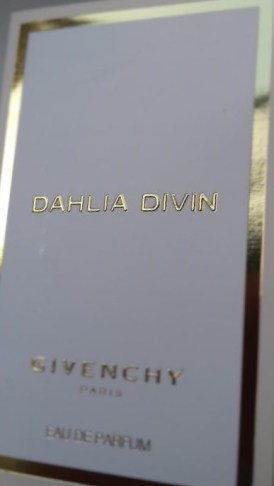 DAHLIA DIVIN
GIVENCHY
PARIS
EAU DE PARFUM